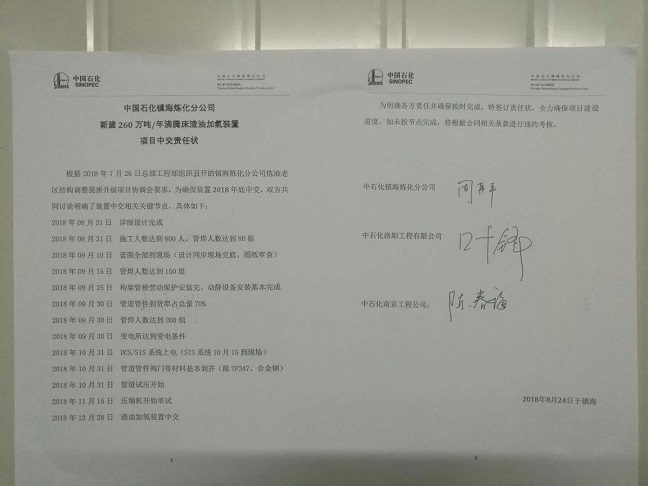 中国石化
SINOPEC
中国石化镇海炼化分公司
新建 260 万吨/年沸腾床渣油加氢装置
项目中交责任状
根据 2018 年 7 月 26 日总部工程部组织召开的镇海炼化分公司炼油老
区结构调整提质升级项目协调会要求，为确保装置 2018 年底中交，双方共
同讨论明确了装置中交相关关键节点。具体如下：
2018 年 08 月 31 日 详细设计完成
2018 年 08 月 31 日 施工人数达到 800 人，管焊人数达到 80 组
2018 年 09 月 10 日 蓝图全部到现场（设计同步现场交底、图纸审查）
2018 年 09 月 15 日 管焊人数达到 150 组
2018 年 09 月 25 日 构架管桥劳动保护安装完、动静设备安装基本完成
2018 年 09 月 30 日 管道管件到货率占总量 70%
2018 年 09 月 30 日 管焊人数达到 200 组
2018 年 09 月 30 日 变电所达到受电条件
2018 年 10 月 31 日 DCS/SIS 系统上电（SIS 系统 10 月 15 到现场）
2018 年 10 月 31 日 管道管件阀门等材料基本到齐（除 TP347、合金钢）
2018 年 10 月 31 日 管道试压开始
2018 年 11 月 15 日 压缩机开始单试
2018 年 12 月 28 日 渣油加氢装置中交
1
中国石化
SINOPEC
为明确各方责任并确保按时完成，特签订责任状，全力确保项目建设
进度。如未按节点完成，将根据合同相关条款进行违约考核。
中石化镇海炼化分公司
中石化洛阳工程有限公司
中石化南京工程公司： 陈春福
2018年8月24日于镇海